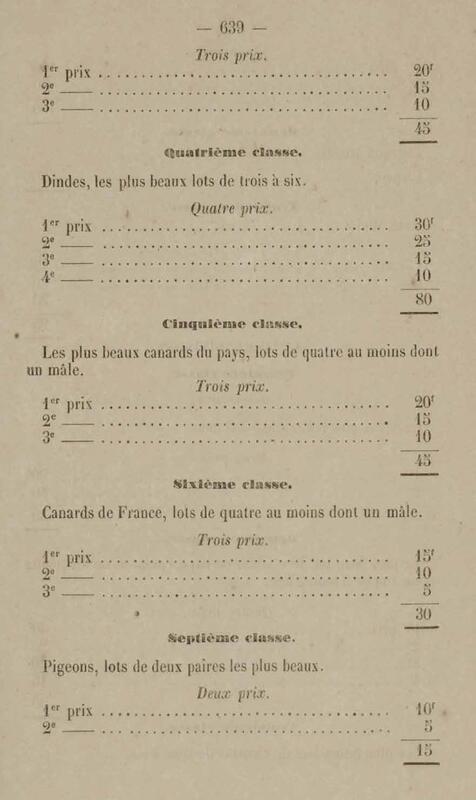 — 639 —
Trois prix.
1er prix .......... 20f
2e —— .......... 15
3e —— .......... 10
45
Quatrième classe.
Dindes, les plus beaux lots de trois à six.
Quatre prix.
1er prix .......... 30f
2e —— .......... 25
3e —— .......... 15
4e —— .......... 10
80
Cinquième classe.
Les plus beaux canards du pays, lots de quatre au moins dont
un mâle.
Trois prix.
1er prix .......... 20f
2e —— .......... 15
3e —— .......... 10
45
Sixième classe.
Canards de France, lots de quatre au moins dont un mâle.
Trois prix.
1er prix .......... 15f
2e —— .......... 10
3e —— .......... 5
30
Septième classe.
Pigeons, lots de deux paires les plus beaux.
Deux prix.
1er prix .......... 10f
2e —— .......... 5
15